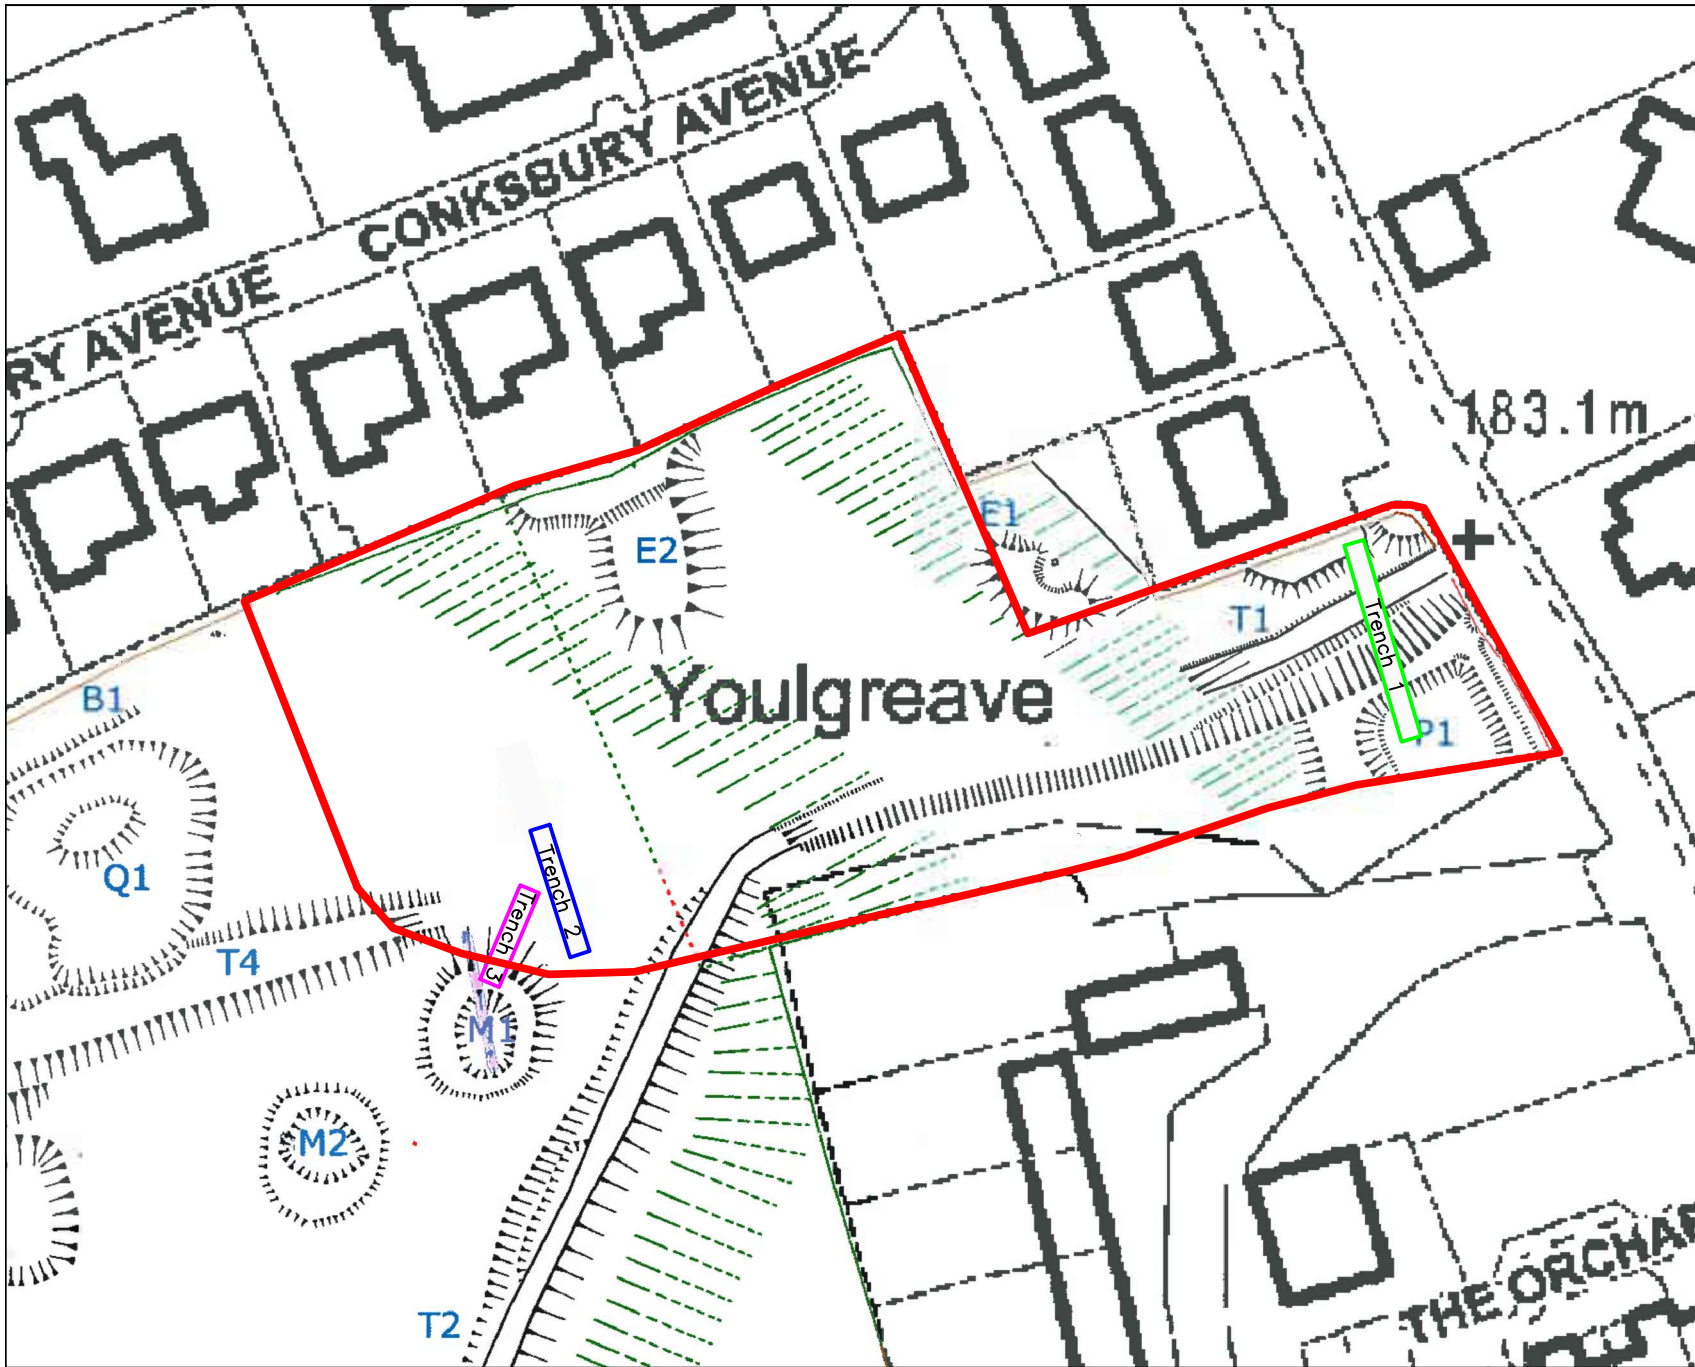 CONKSBURY AVENUE
RY AVENUE
183.1m
E1
E2
T1
Trench 1
Youlgreave
B1
P1
Q1
Trench 2
Trench 3
T4
M1
M2
T2
THE ORCHAR